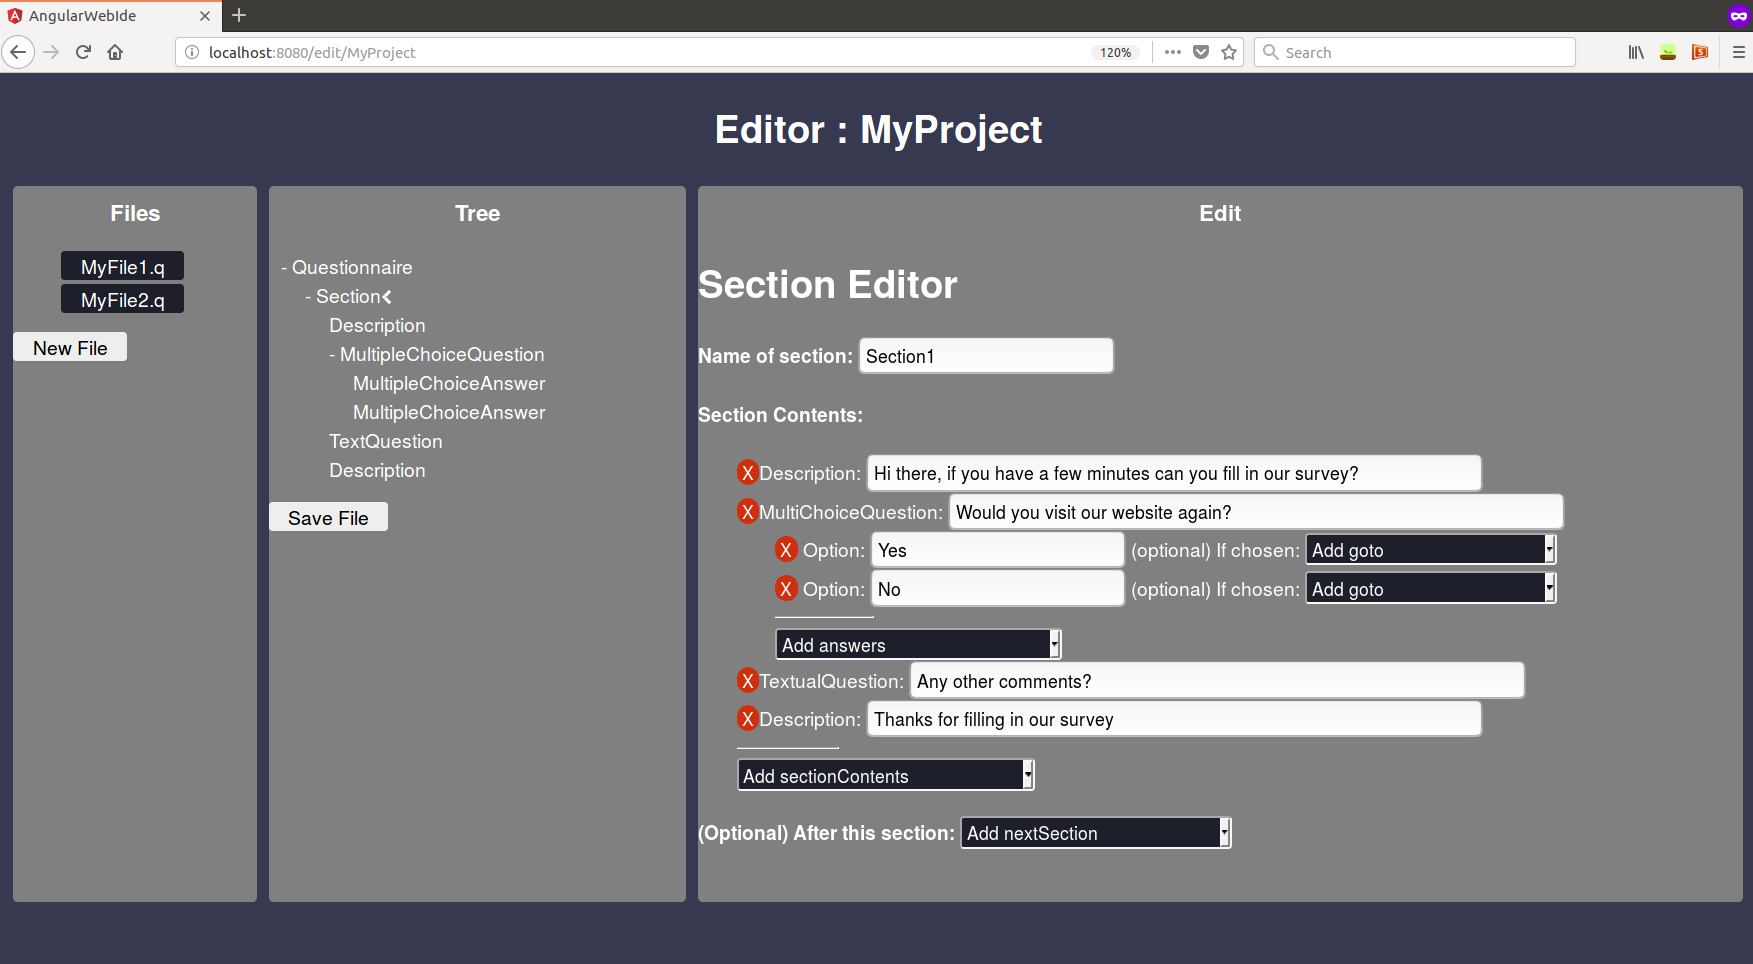 AngularWebIde
localhost:8080/edit/MyProject
120%
Search
Editor : MyProject
Files
MyFile1.q
MyFile2.q
New File
Tree
- Questionnaire
- Section
Description
- MultipleChoiceQuestion
MultipleChoiceAnswer
MultipleChoiceAnswer
TextQuestion
Description
Save File
Edit
Section Editor
Name of section: Section1
Section Contents:
X Description: Hi there, if you have a few minutes can you fill in our survey?
X MultiChoiceQuestion: Would you visit our website again?
X Option: Yes (optional) If chosen: Add goto
X Option: No (optional) If chosen: Add goto
Add answers
X TextualQuestion: Any other comments?
X Description: Thanks for filling in our survey
Add sectionContents
(Optional) After this section: Add nextSection